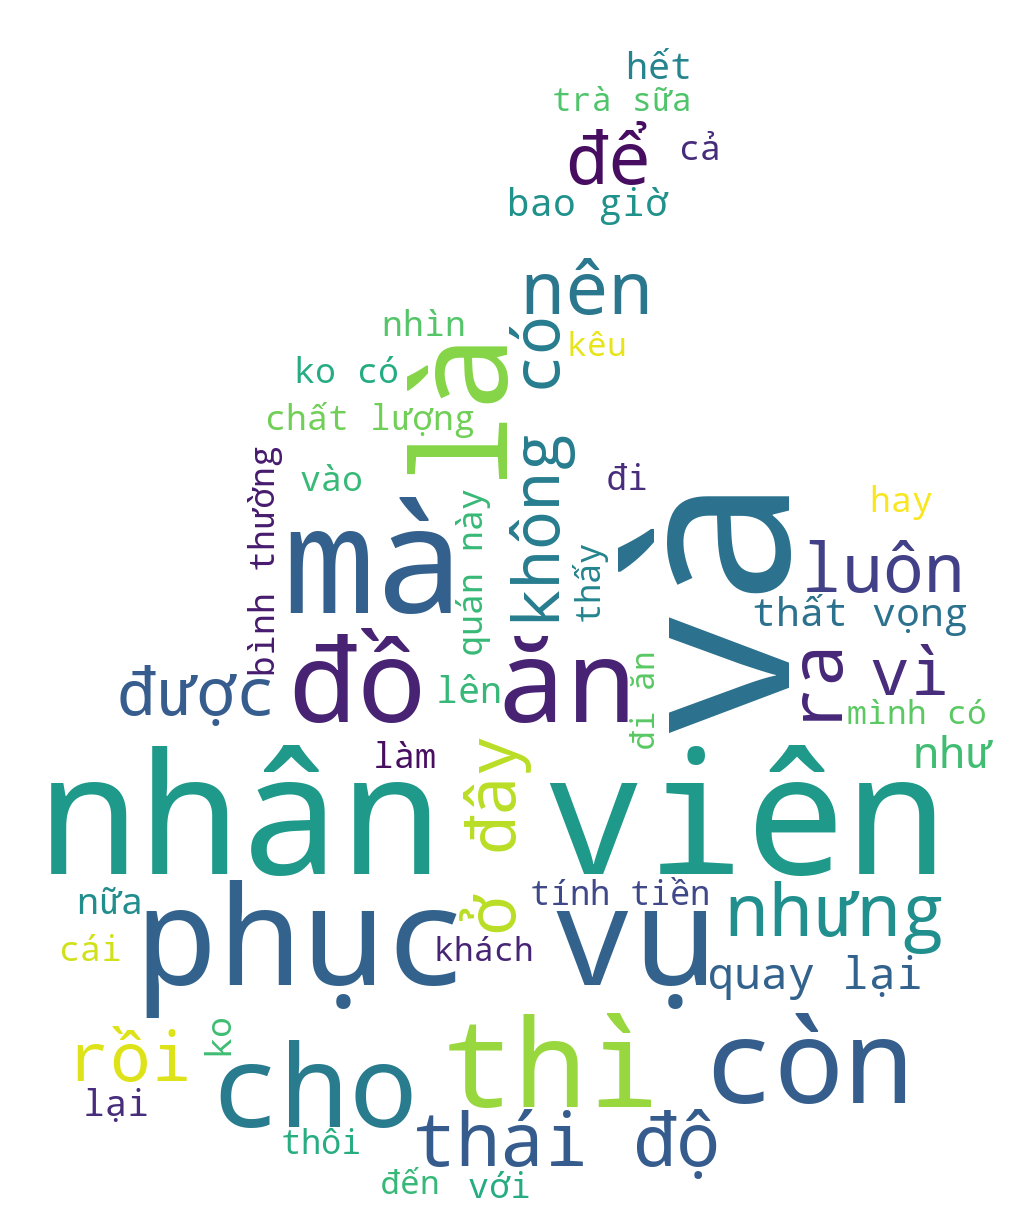 hết
trà sữa
để
cả
bao giờ
nên
nhìn
kêu
ko có
là
không có
chất lượng
vào
đi
bình thường
hay
mà
quán này
thấy
và
luôn
thất vọng
được
đồ ăn
lên
đi ăn
ra
vì
mình có
làm
như
nhân viên
ở đây
nữa
tính tiền
phục vụ
nhưng
cái
khách
quay lại
rồi
ko
cho
thì
còn
lại
thôi
thái độ
đến
với